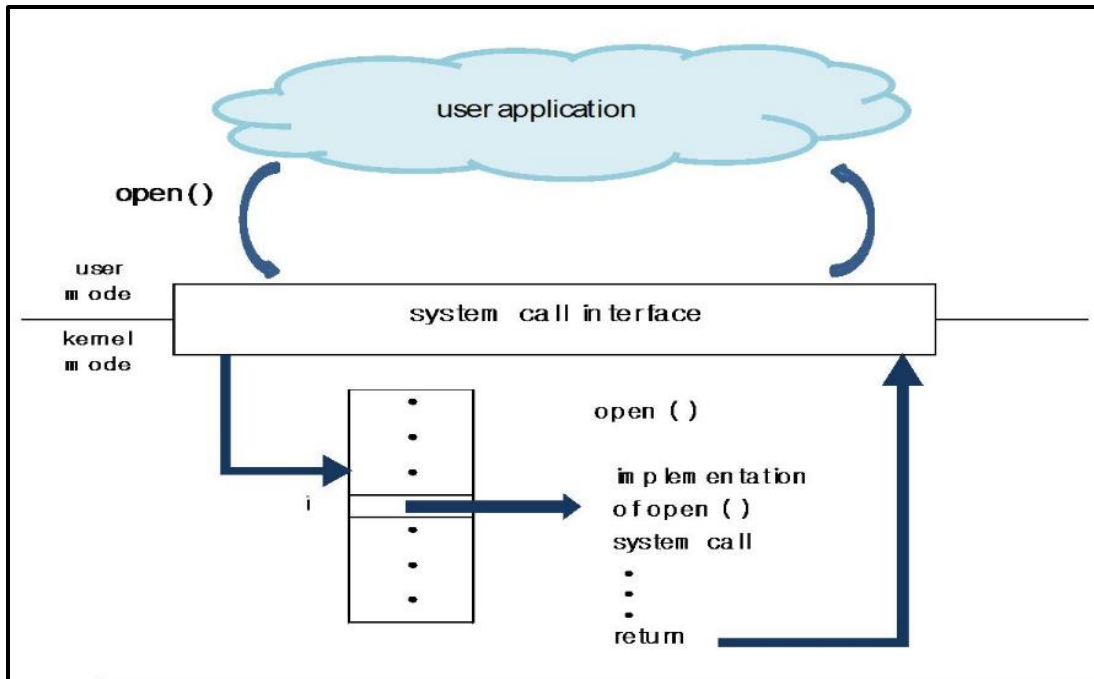 user application
open()
user
mode
system call interface
kernel
mode
open ()
implementation
i
of open ()
system call
return